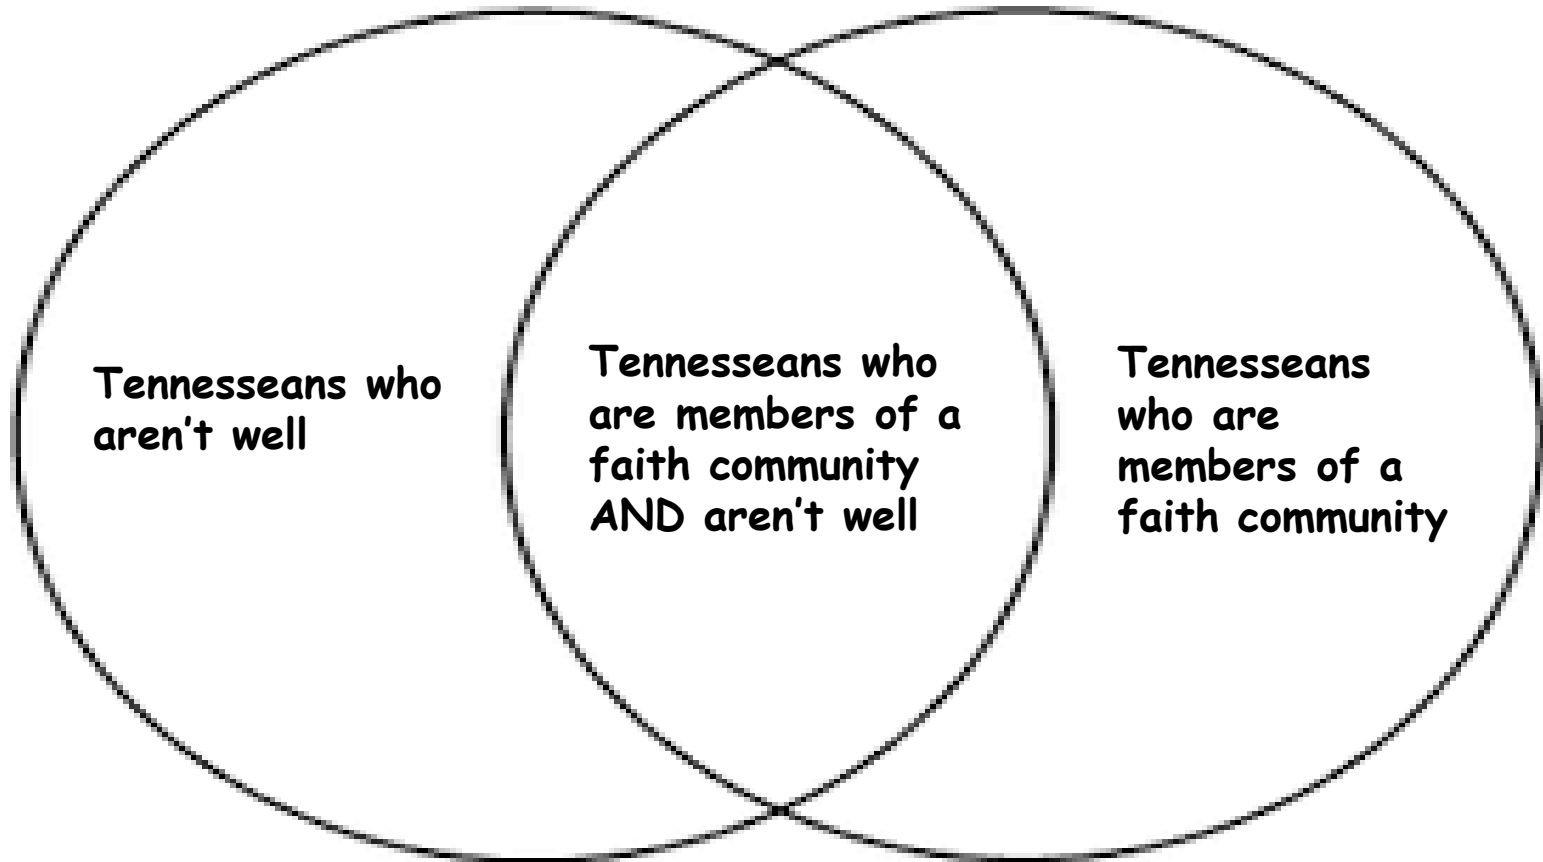 Tennesseans who
aren't well
Tennesseans who
are members of a
faith community
AND aren't well
Tennesseans
who are
members of a
faith community